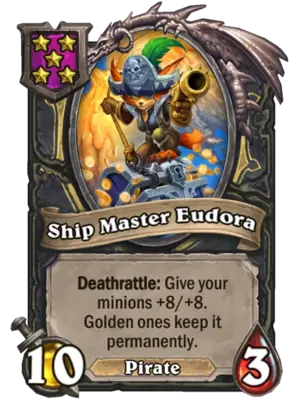 Ship Master Eudora
Deathrattle: Give your
minions +8/+8.
Golden ones keep it
permanently.
10
Pirate
3